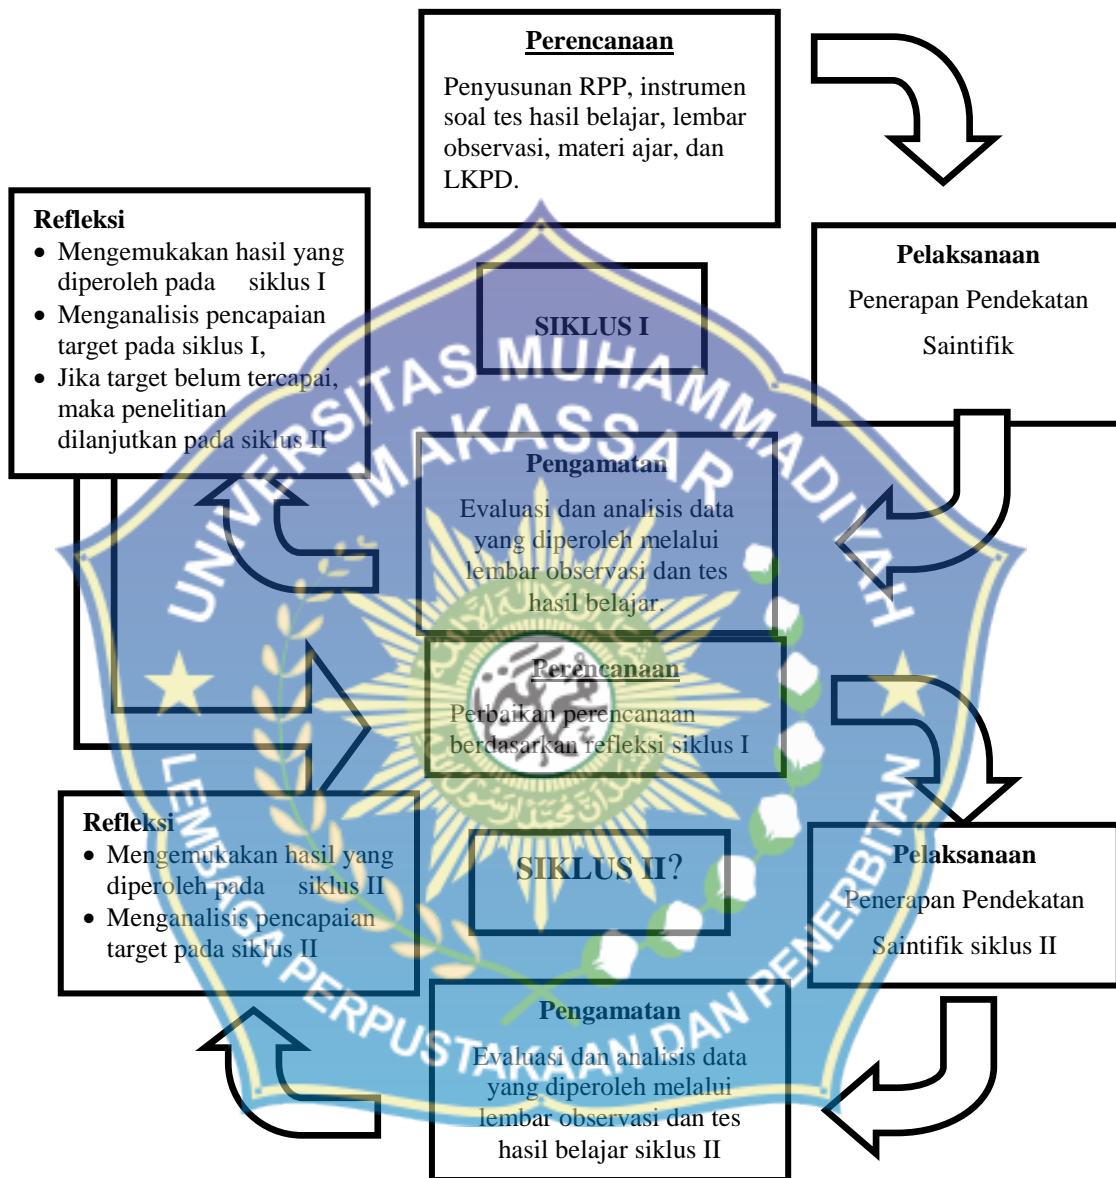 Perencanaan
Penyusunan RPP, instrumen
soal tes hasil belajar, lembar
observasi, materi ajar, dan
LKPD.
Refleksi
• Mengemukakan hasil yang
diperoleh pada siklus I
• Menganalisis pencapaian
target pada siklus I,
• Jika target belum tercapai,
maka penelitian
dilanjutkan pada siklus II
SIKLUS I
Pelaksanaan
Penerapan Pendekatan
Saintifik
UNIVERSITAS MUHAMMADIYAH
MAKASSAR
Pengamatan
Evaluasi dan analisis data
yang diperoleh melalui
lembar observasi dan tes
hasil belajar.
Perencanaan
Perbaikan perencanaan
berdasarkan refleksi siklus I
Refleksi
• Mengemukakan hasil yang
diperoleh pada siklus II
• Menganalisis pencapaian
target pada siklus II
SIKLUS II?
Pelaksanaan
Penerapan Pendekatan
Saintifik siklus II
Pengamatan
Evaluasi dan analisis data
yang diperoleh melalui
lembar observasi dan tes
hasil belajar siklus II
LEMBAGA PERPUSTAKAAN DAN PENERBITAN